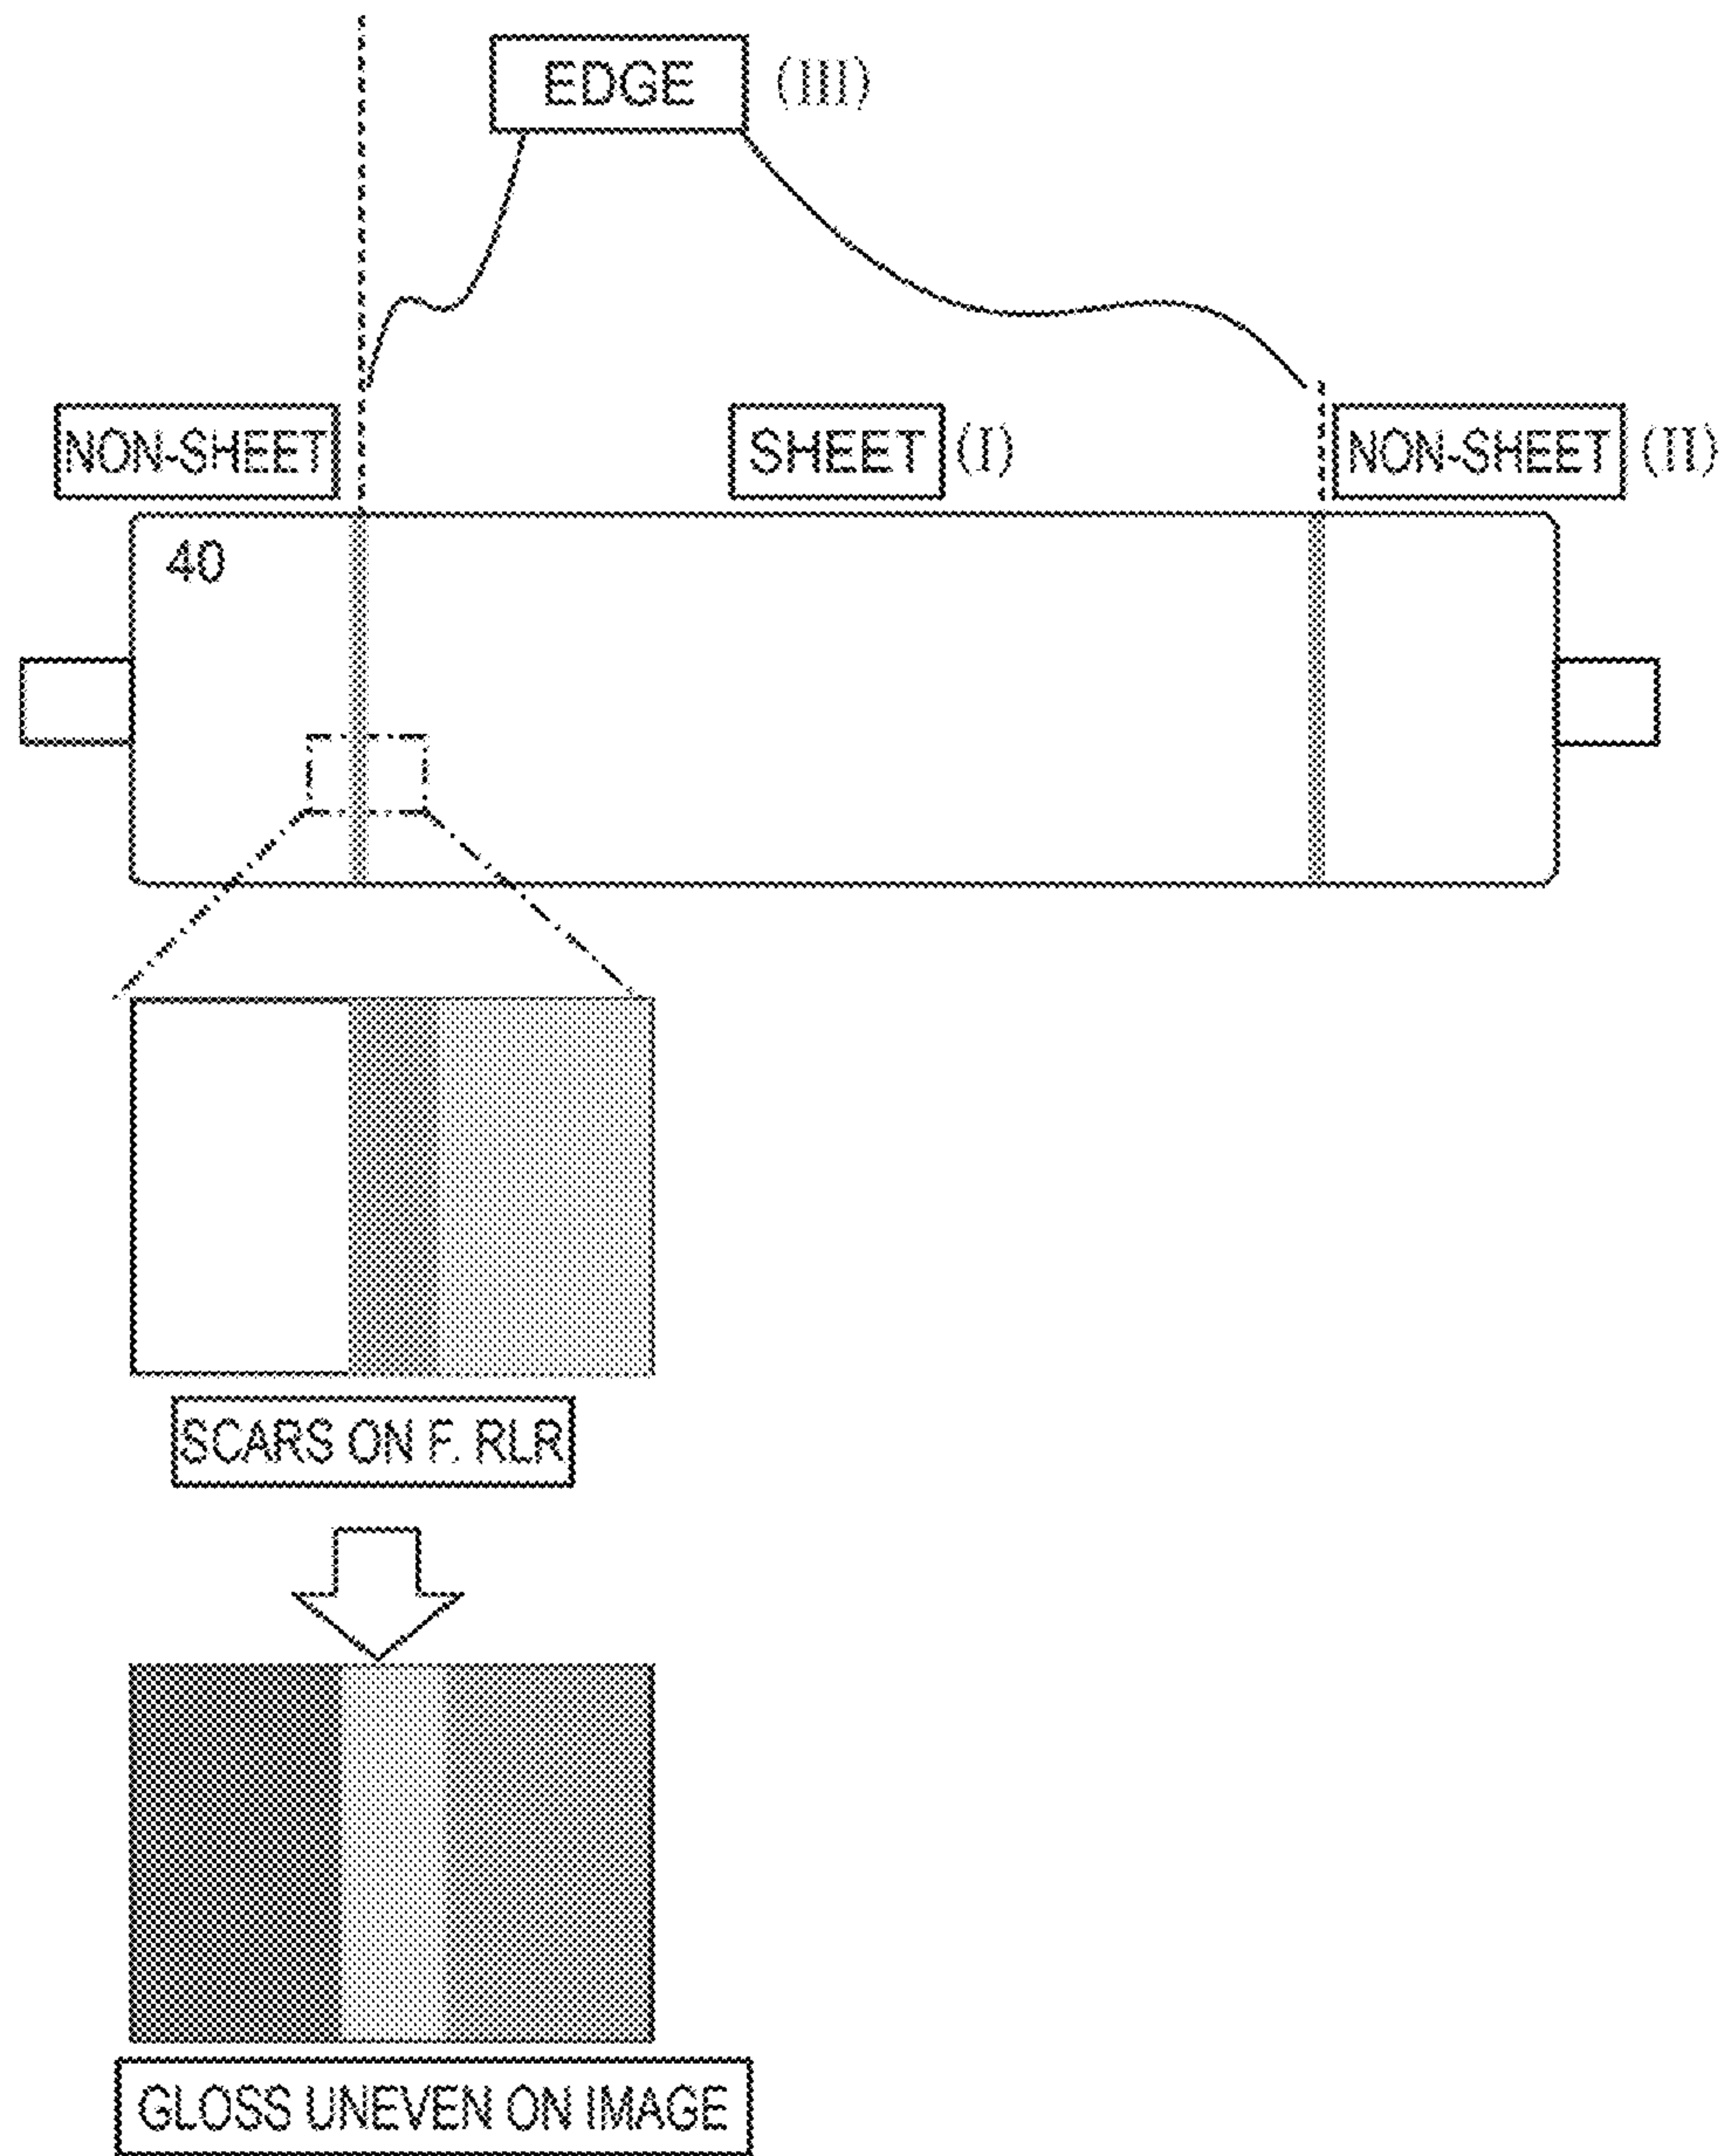 EDGE (III)
NON-SHEET SHEET (I) NON-SHEET (II)
40
SCARS ON F. RLR
GLOSS UNEVEN ON IMAGE